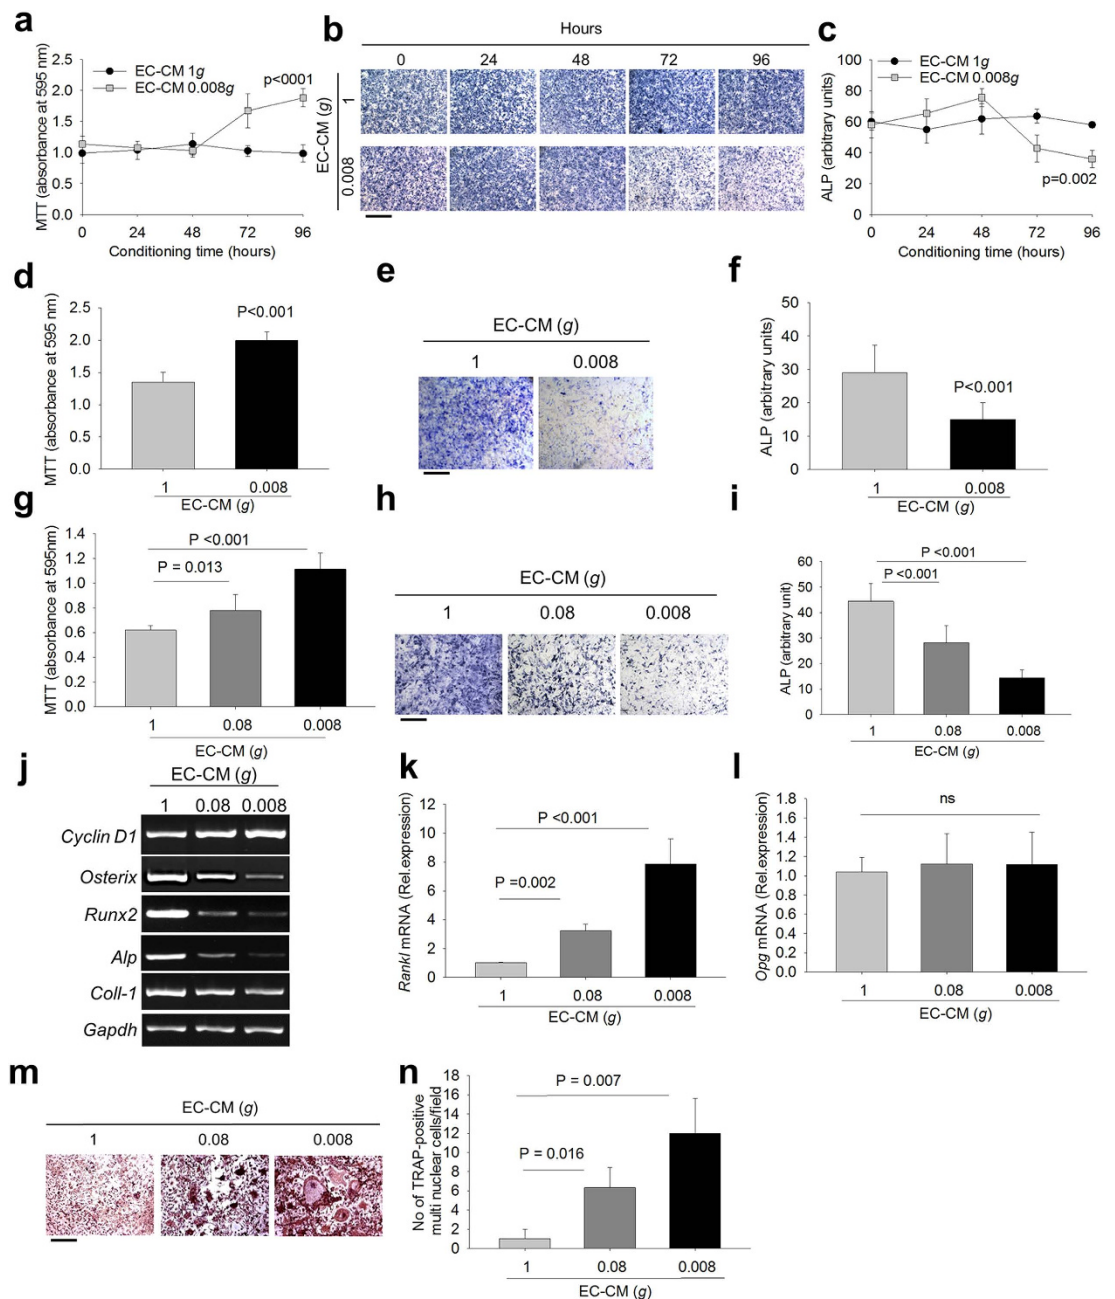 a
MTT (absorbance at 595 nm)
2.5
2.0
1.5
1.0
0.5
0.0
EC-CM 1g
EC-CM 0.008g
p<0001
0 24 48 72 96
Conditioning time (hours)
b
Hours
0 24 48 72 96
EC-CM (g)
1
0.008
c
ALP (arbitrary units)
100
80
60
40
20
0
EC-CM 1g
EC-CM 0.008g
p=0.002
0 24 48 72 96
Conditioning time (hours)
d
MTT (absorbance at 595 nm)
2.5
2.0
1.5
1.0
0.5
0.0
P<0.001
1 0.008
EC-CM (g)
e
EC-CM (g)
1 0.008
f
ALP (arbitrary units)
50
40
30
20
10
0
P<0.001
1 0.008
EC-CM (g)
g
MTT (absorbance at 595nm)
1.4
1.2
1.0
0.8
0.6
0.4
0.2
0.0
P <0.001
P = 0.013
1 0.08 0.008
EC-CM (g)
h
EC-CM (g)
1 0.08 0.008
i
ALP (arbitrary unit)
60
50
40
30
20
10
0
P <0.001
P <0.001
1 0.08 0.008
EC-CM (g)
j
EC-CM (g)
1 0.08 0.008
Cyclin D1
Osterix
Runx2
Alp
Coll-1
Gapdh
k
Rankl mRNA (Rel.expression)
12
10
8
6
4
2
0
P <0.001
P =0.002
1 0.08 0.008
EC-CM (g)
l
Opg mRNA (Rel.expression)
1.8
1.6
1.4
1.2
1.0
0.8
0.6
0.4
0.2
0.0
ns
1 0.08 0.008
EC-CM (g)
m
EC-CM (g)
1 0.08 0.008
n
No of TRAP-positive
multi nuclear cells/field
18
16
14
12
10
8
6
4
2
0
P = 0.007
P = 0.016
1 0.08 0.008
EC-CM (g)